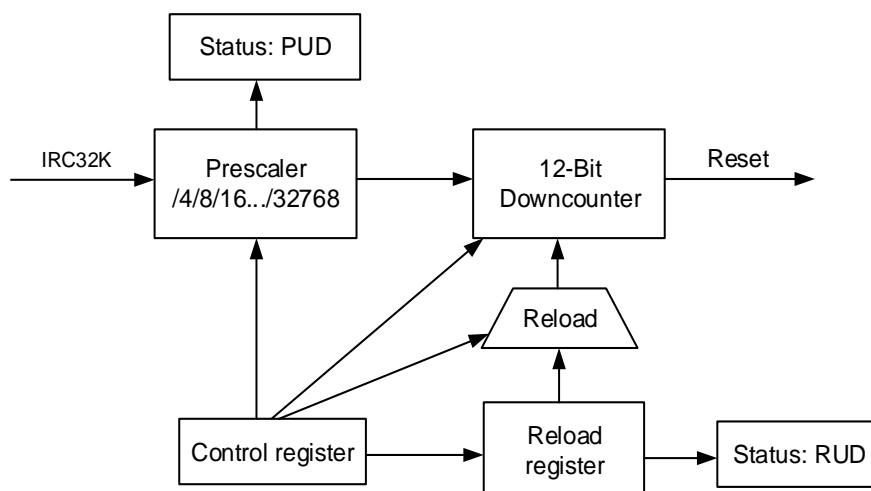 Status: PUD
IRC32K
Prescaler
/4/8/16.../32768
12-Bit
Downcounter
Reset
Reload
Control register
Reload
register
Status: RUD